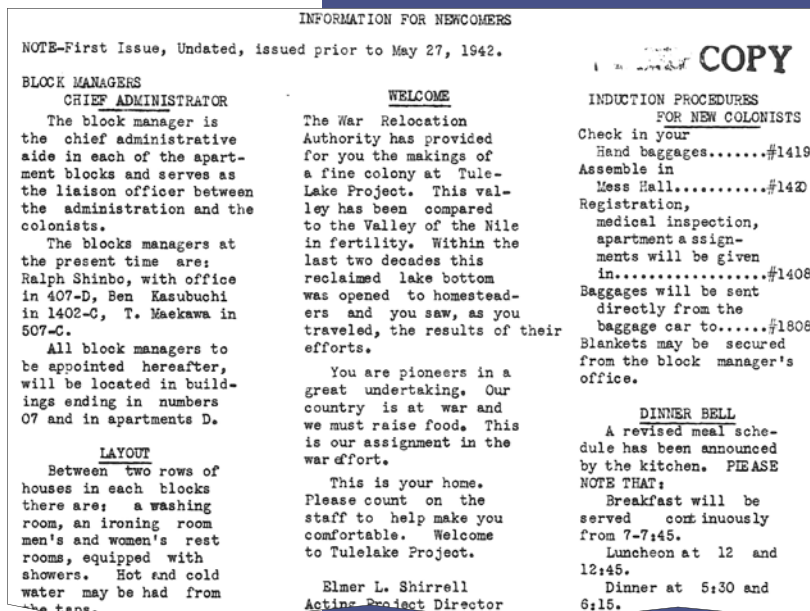 INFORMATION FOR NEWCOMERS
NOTE-First Issue, Undated, issued prior to May 27, 1942.
COPY
BLOCK MANAGERS
CHIEF ADMINISTRATOR
The block manager is
the chief administrative
aide in each of the apart-
ment blocks and serves as
the liaison officer between
the administration and the
colonists.
The blocks managers at
the present time are:
Ralph Shinbo, with office
in 407-D, Ben Kasubuchi
in 1402-C, T. Maekawa in
507-C.
All block managers to
be appointed hereafter,
will be located in build-
ings ending in numbers
07 and in apartments D.
LAYOUT
Between two rows of
houses in each blocks
there are: a washing
room, an ironing room
men's and women's rest
rooms, equipped with
showers. Hot and cold
water may be had from
the taps.
WELCOME
The War Relocation
Authority has provided
for you the makings of
a fine colony at Tule-
Lake Project. This val-
ley has been compared
to the Valley of the Nile
in fertility. Within the
last two decades this
reclaimed lake bottom
was opened to homestead-
ers and you saw, as you
traveled, the results of their
efforts.
You are pioneers in a
great undertaking. Our
country is at war and
we must raise food. This
is our assignment in the
war effort.
This is your home.
Please count on the
staff to help make you
comfortable. Welcome
to Tulelake Project.
Elmer L. Shirrell
Acting Project Director
INDUCTION PROCEDURES
FOR NEW COLONISTS
Check in your
Hand baggages.......#1419
Assemble in
Mess Hall...........#1420
Registration,
medical inspection,
apartment assign-
ments will be given
in..................#1408
Baggages will be sent
directly from the
baggage car to......#1808
Blankets may be secured
from the block manager's
office.
DINNER BELL
A revised meal sche-
dule has been announced
by the kitchen. PLEASE
NOTE THAT:
Breakfast will be
served continuously
from 7-7:45.
Luncheon at 12 and
12:45.
Dinner at 5:30 and
6:15.